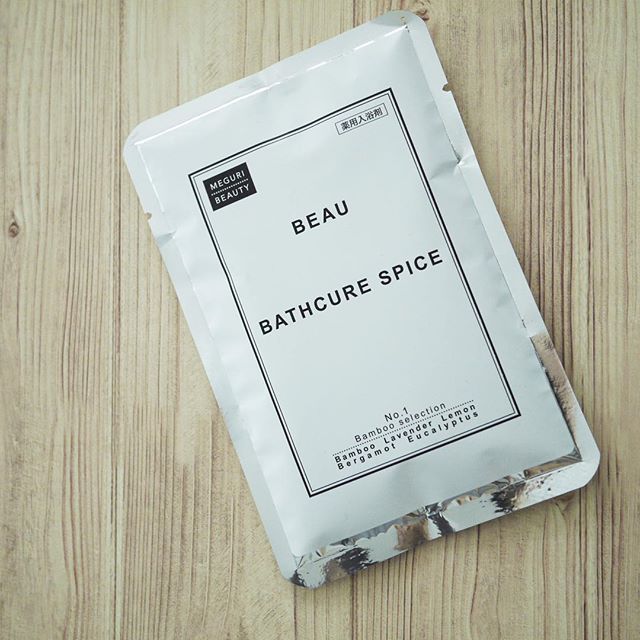 薬用入浴剤
MEGURI
BEAUTY
BEAU
BATHCURE SPICE
No.1
Bamboo selection
Bamboo Lavender Lemon
Bergamot Eucalyptus